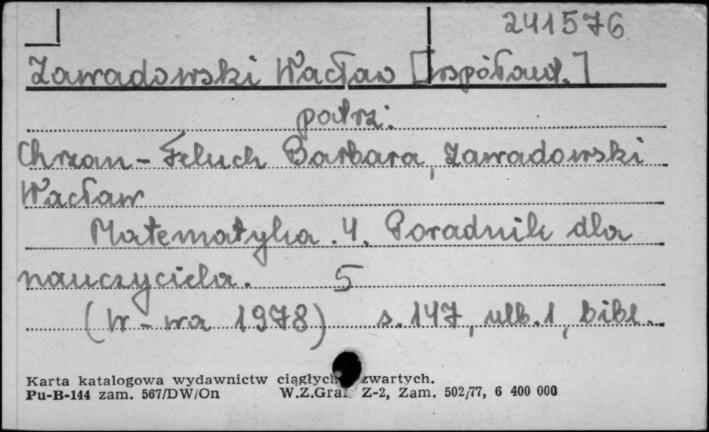 241576
Zawadowski Wacław [współaut.]
patrz:
Chrzan-Feluch Barbara, Zawadowski
Wacław
Matematyka. 4. Poradnik dla
nauczyciela. 5
(W-wa 1978) s. 147, ulb. 1, bibl.
Karta katalogowa wydawnictw ciągłych zwartych.
Pu-B-144 zam. 567/DW/On W.Z.Graf Z-2, Zam. 502/77, 6 400 000